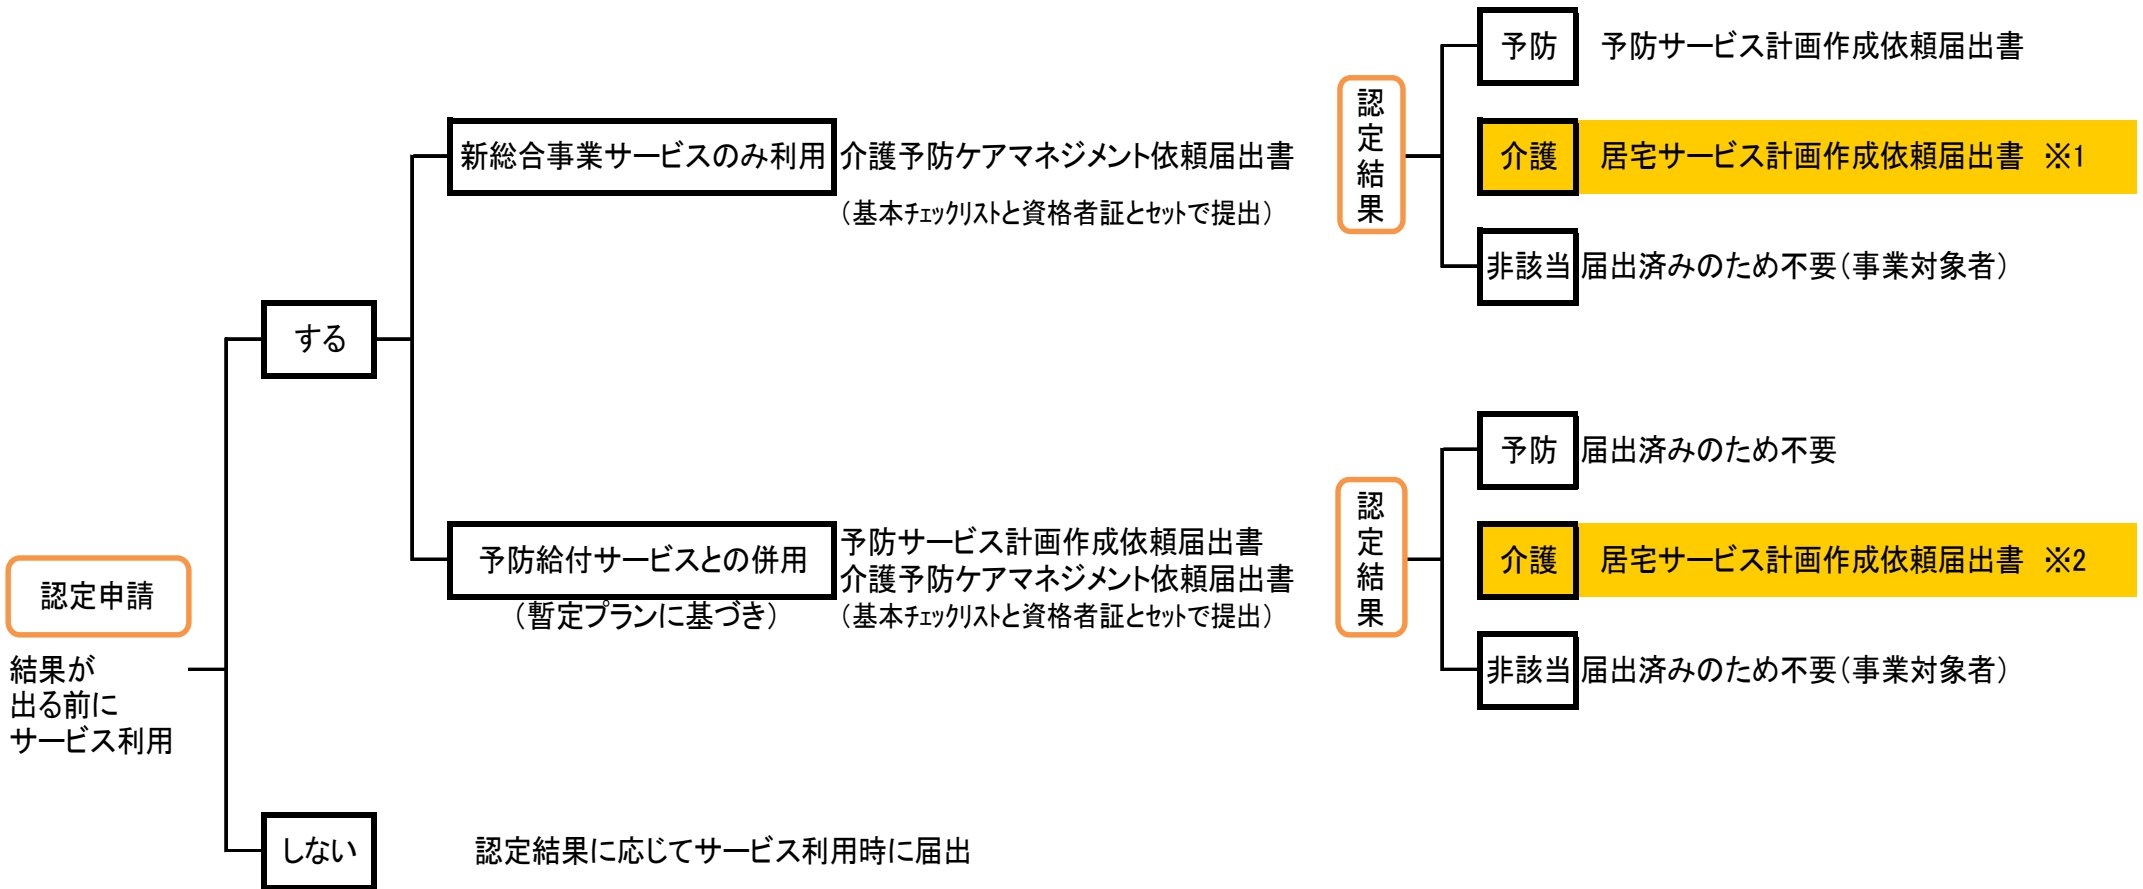 認定申請
結果が
出る前に
サービス利用
する
新総合事業サービスのみ利用
介護予防ケアマネジメント依頼届出書
（基本ﾁｪｯｸﾘｽﾄと資格者証とｾｯﾄで提出）
認定結果
予防
予防サービス計画作成依頼届出書
介護
居宅サービス計画作成依頼届出書 ※1
非該当
届出済みのため不要（事業対象者）
予防給付サービスとの併用
（暫定プランに基づき）
予防サービス計画作成依頼届出書
介護予防ケアマネジメント依頼届出書
（基本ﾁｪｯｸﾘｽﾄと資格者証とｾｯﾄで提出）
認定結果
予防
届出済みのため不要
介護
居宅サービス計画作成依頼届出書 ※2
非該当
届出済みのため不要（事業対象者）
しない
認定結果に応じてサービス利用時に届出